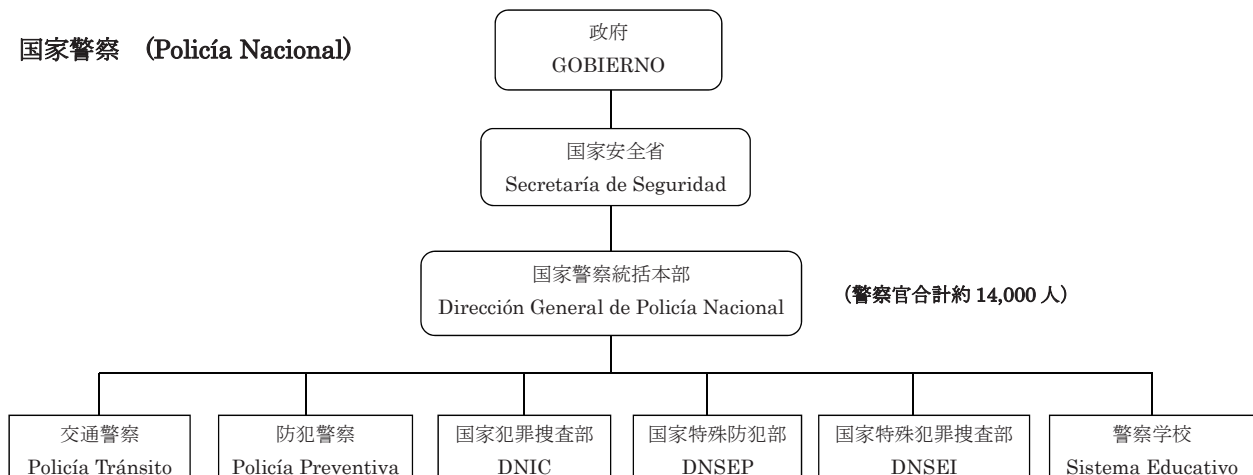 国家警察 (Policía Nacional)
政府
GOBIERNO
国家安全省
Secretaría de Seguridad
国家警察統括本部
Dirección General de Policía Nacional
(警察官合計約 14,000 人)
交通警察
Policía Tránsito
防犯警察
Policía Preventiva
国家犯罪捜査部
DNIC
国家特殊防犯部
DNSEP
国家特殊犯罪捜査部
DNSEI
警察学校
Sistema Educativo